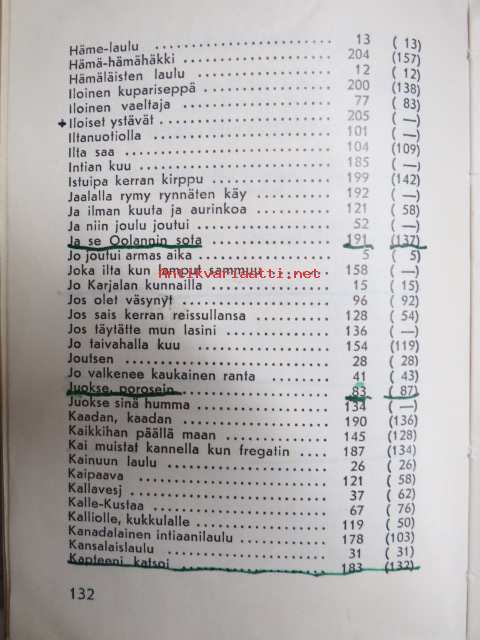 Häme-laulu .................... 13 ( 13)
Hämä-hämähäkki .................... 204 (157)
Hämäläisten laulu .................... 12 ( 12)
Iloinen kupariseppä .................... 200 (138)
Iloinen vaeltaja .................... 77 ( 83)
+ Iloiset ystävät .................... 205 ( —)
Iltanuotiolla .................... 101 ( —)
Ilta saa .................... 104 (109)
Intian kuu .................... 185 ( —)
Istuipa kerran kirppu .................... 199 (142)
Jaalalla rymy rynnäten käy .................... 192 ( —)
Ja ilman kuuta ja aurinkoa .................... 121 ( 58)
Ja niin joulu joutui .................... 52 ( —)
Ja se Oolannin sota .................... 191 (137)
Jo joutui armas aika .................... 5 ( 5)
Joka ilta kun lamput sammuu .................... 158 ( —)
antikvariaatti.net
Jo Karjalan kunnailla .................... 15 ( 15)
Jos olet väsynyt .................... 96 ( 92)
Jos sais kerran reissullansa .................... 128 ( 54)
Jos täytätte mun lasini .................... 136 ( —)
Jo taivahalla kuu .................... 154 (119)
Joutsen .................... 28 ( 28)
Jo valkenee kaukainen ranta .................... 41 ( 43)
Juokse, porosein .................... 83 ( 87)
Juokse sinä humma .................... 134 ( —)
Kaadan, kaadan .................... 190 (136)
Kaikkihan päällä maan .................... 145 (128)
Kai muistat kannella kun fregatin .................... 187 (134)
Kainuun laulu .................... 26 ( 26)
Kaipaava .................... 121 ( 58)
Kallavesj .................... 37 ( 62)
Kalle-Kustaa .................... 67 ( 76)
Kalliolle, kukkulalle .................... 119 ( 50)
Kanadalainen intiaanilaulu .................... 178 (103)
Kansalaislaulu .................... 31 ( 31)
Kapteeni katsoi .................... 183 (132)
132